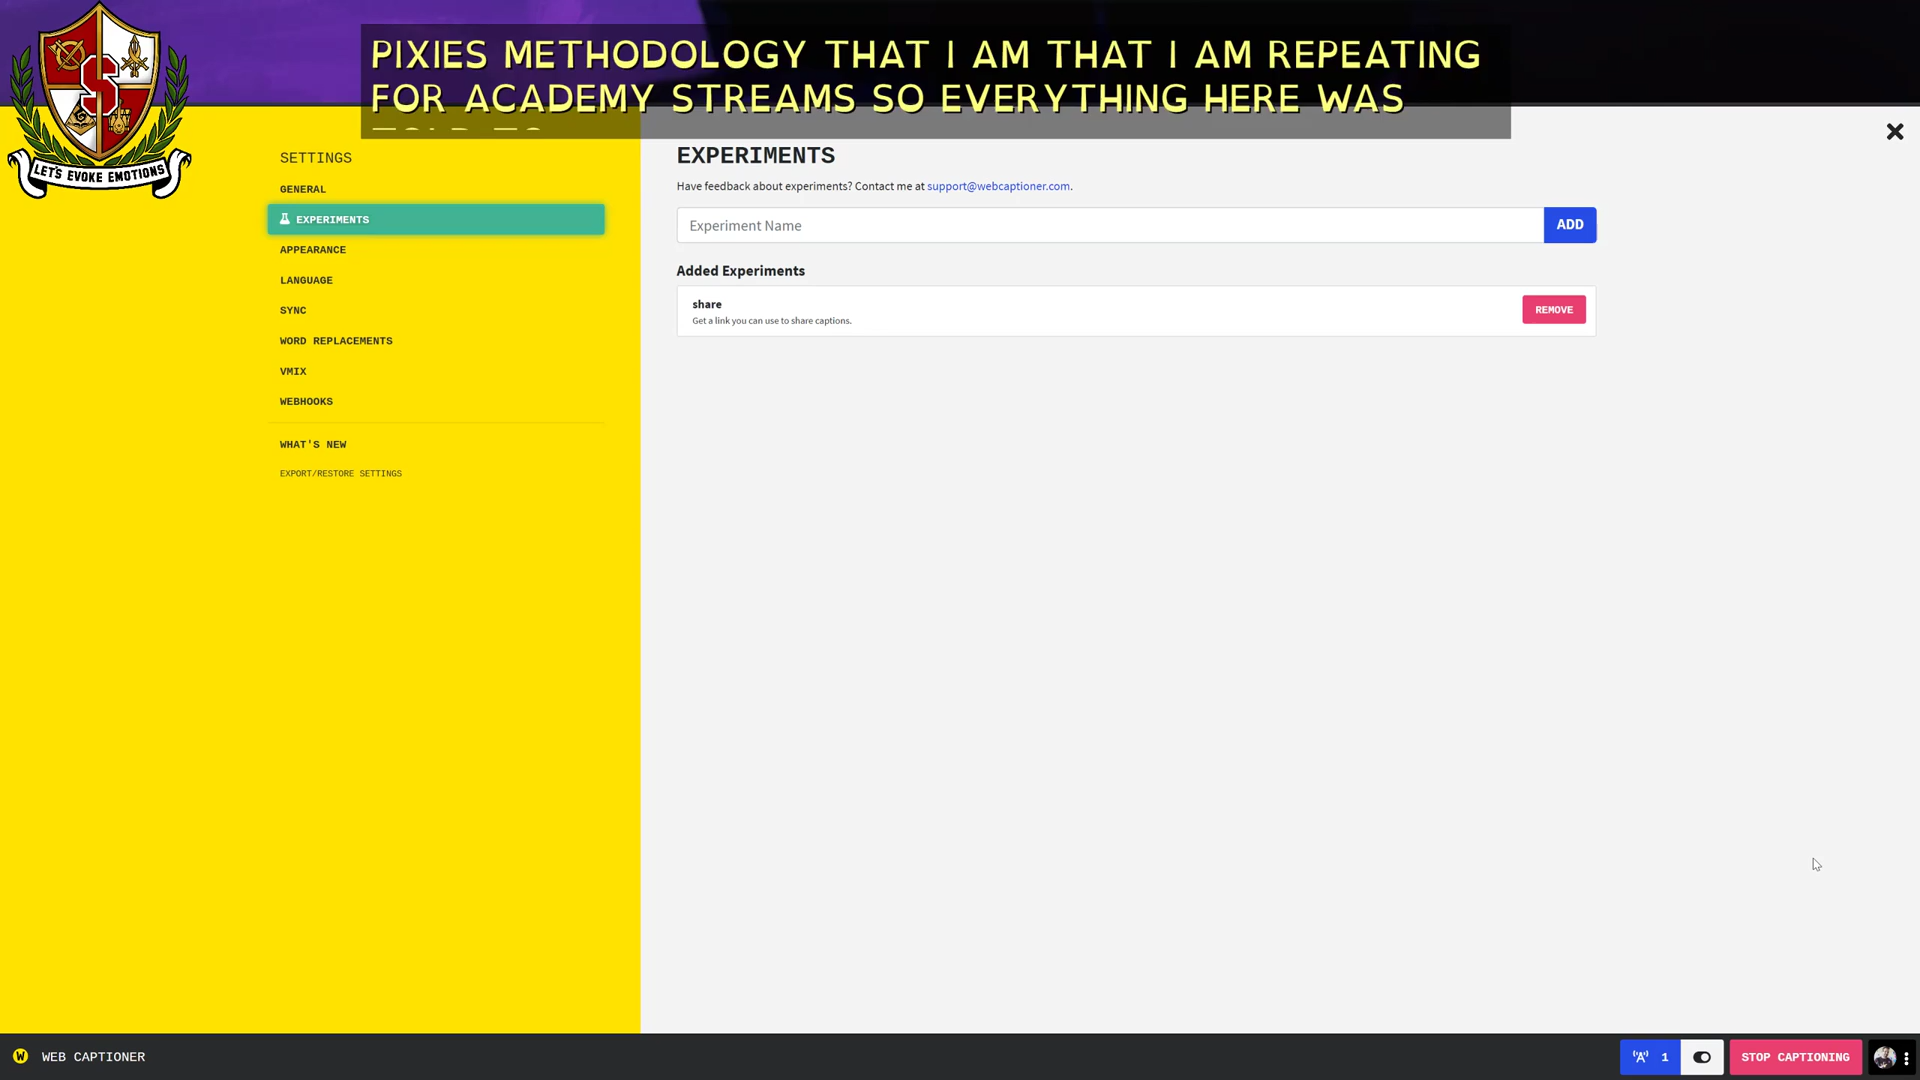 PIXIES METHODOLOGY THAT I AM THAT I AM REPEATING
FOR ACADEMY STREAMS SO EVERYTHING HERE WAS
S
LET'S EVOKE EMOTIONS
SETTINGS
GENERAL
EXPERIMENTS
APPEARANCE
LANGUAGE
SYNC
WORD REPLACEMENTS
VMIX
WEBHOOKS
WHAT'S NEW
EXPORT/RESTORE SETTINGS
EXPERIMENTS
Have feedback about experiments? Contact me at support@webcaptioner.com.
Experiment Name
ADD
Added Experiments
share
Get a link you can use to share captions.
REMOVE
W WEB CAPTIONER
1
STOP CAPTIONING